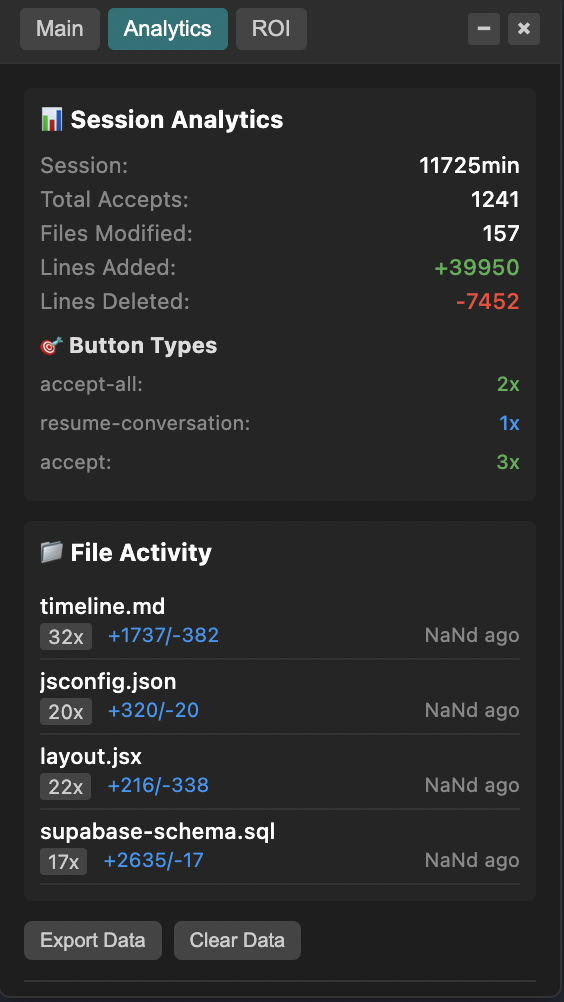 Main Analytics ROI
📊 Session Analytics
Session: 11725min
Total Accepts: 1241
Files Modified: 157
Lines Added: +39950
Lines Deleted: -7452
🎯 Button Types
accept-all: 2x
resume-conversation: 1x
accept: 3x
📁 File Activity
timeline.md
32x +1737/-382 NaNd ago
jsconfig.json
20x +320/-20 NaNd ago
layout.jsx
22x +216/-338 NaNd ago
supabase-schema.sql
17x +2635/-17 NaNd ago
Export Data Clear Data